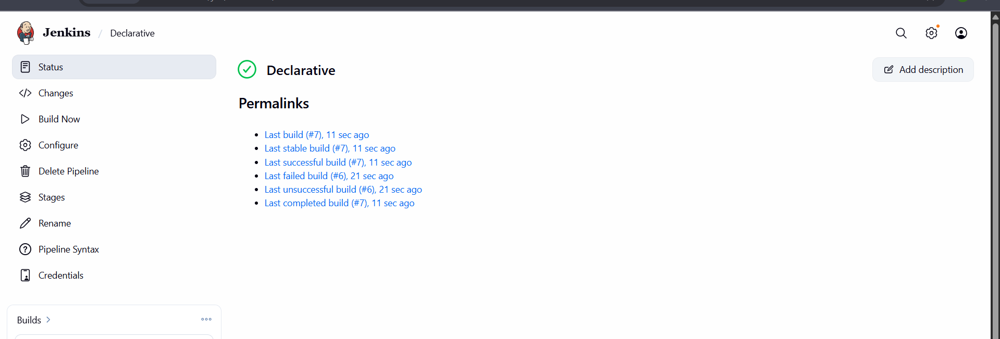 Jenkins / Declarative
Status
Changes
Build Now
Configure
Delete Pipeline
Stages
Rename
Pipeline Syntax
Credentials
Builds
Declarative
Add description
Permalinks
Last build (#7), 11 sec ago
Last stable build (#7), 11 sec ago
Last successful build (#7), 11 sec ago
Last failed build (#6), 21 sec ago
Last unsuccessful build (#6), 21 sec ago
Last completed build (#7), 11 sec ago